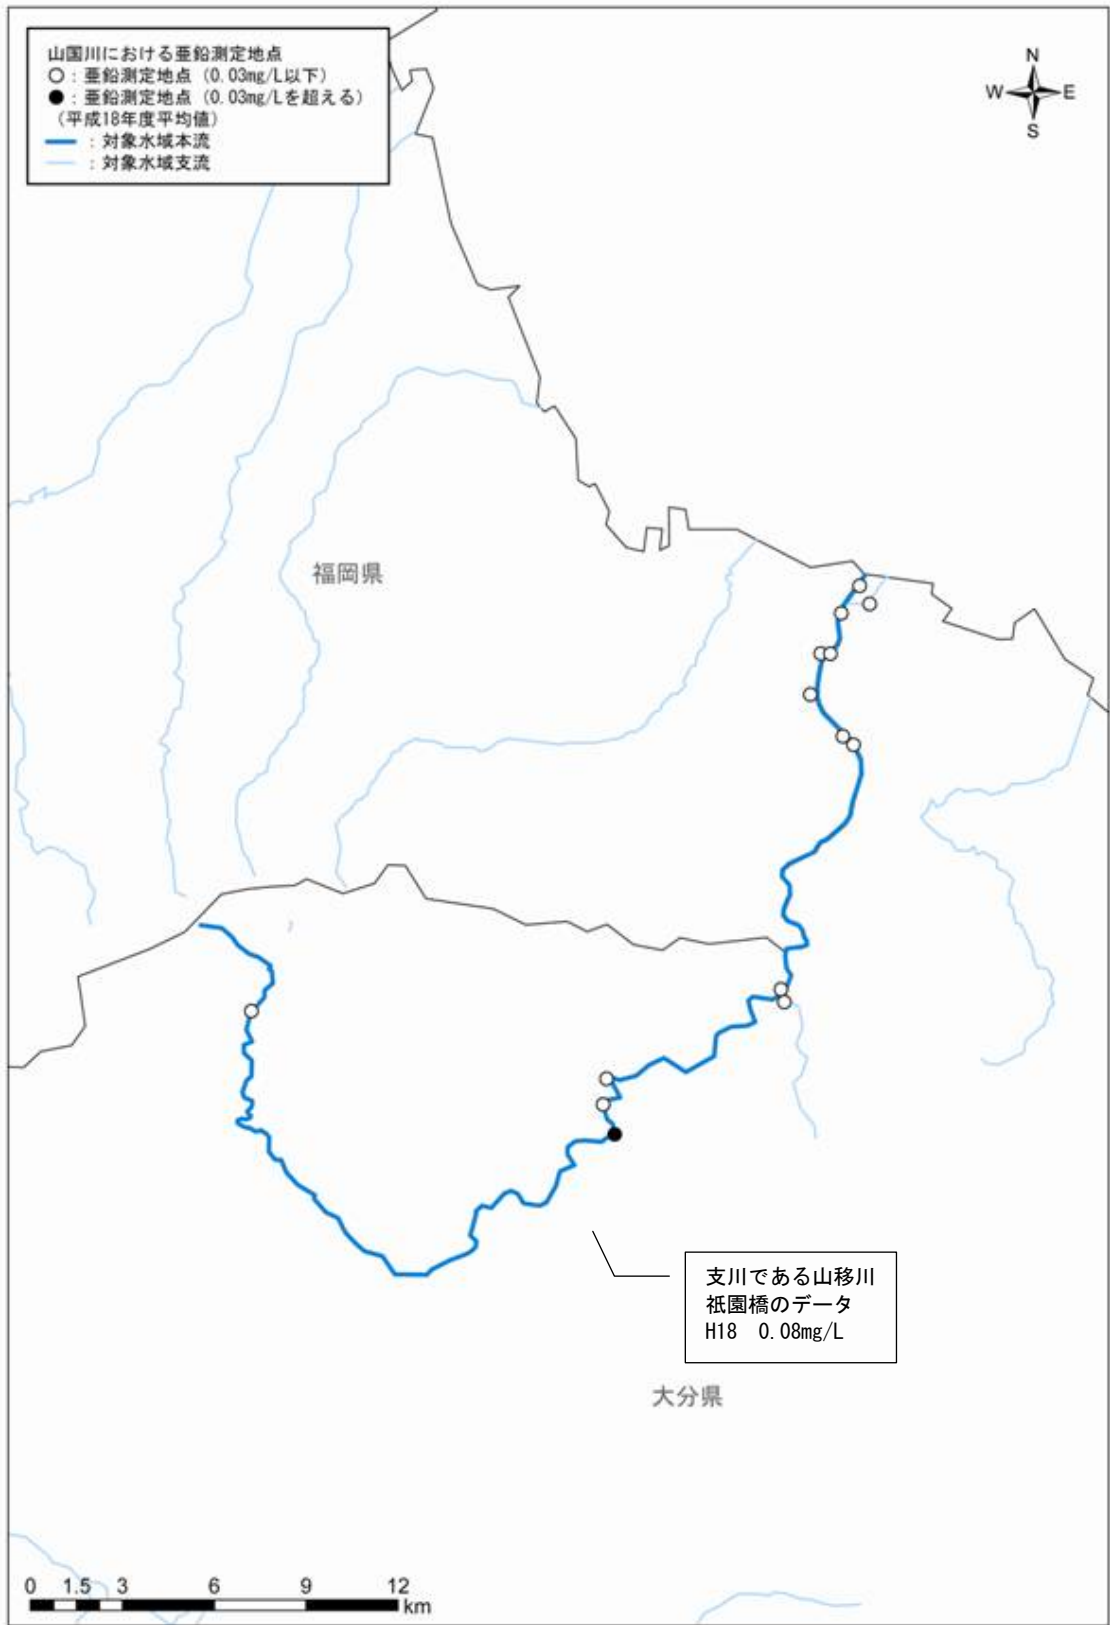 山国川における亜鉛測定地点
○：亜鉛測定地点（0.03mg/L以下）
●：亜鉛測定地点（0.03mg/Lを超える）
（平成18年度平均値）
：対象水域本流
：対象水域支流
N
W E
S
福岡県
支川である山移川
祇園橋のデータ
H18 0.08mg/L
大分県
0 1.5 3 6 9 12
km